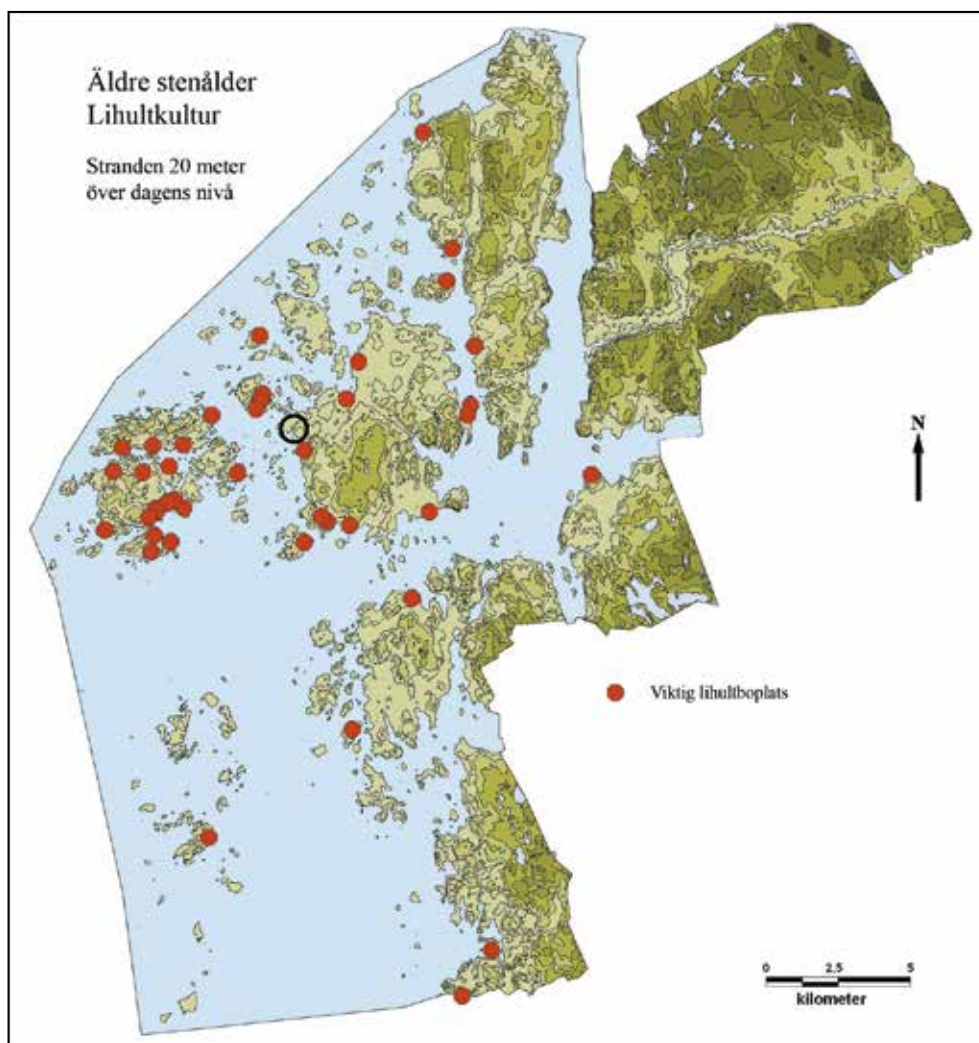 Äldre stenålder
Lihultkultur
Stranden 20 meter
över dagens nivå
N
Viktig lihultboplats
0 2,5 5
kilometer